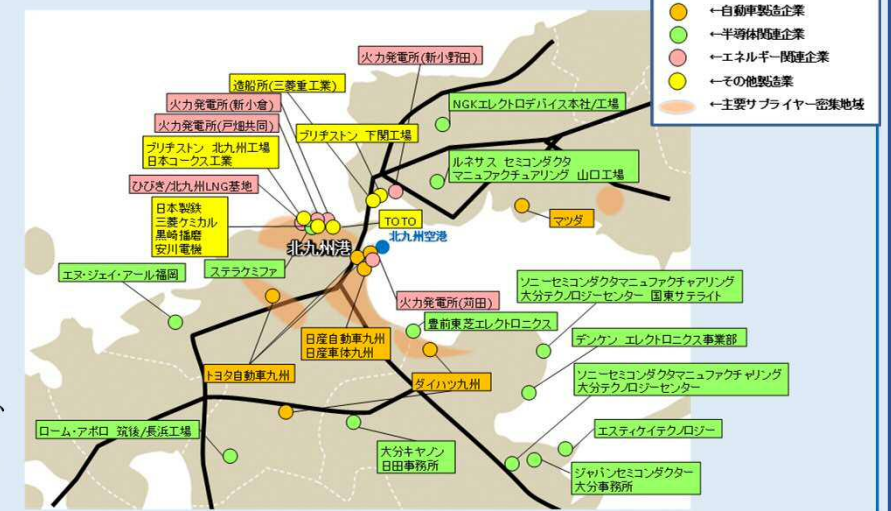 ←自動車製造企業
←半導体関連企業
←エネルギー関連企業
←その他製造業
←主要サプライヤー密集地域
火力発電所(新小野田)
造船所(三菱重工業)
火力発電所(新小倉)
火力発電所(戸畑共同)
NGKエレクトロデバイス本社/工場
ブリヂストン 下関工場
ブリヂストン 北九州工場
日本コークス工業
ルネサス セミコンダクタ
マニュファクチュアリング 山口工場
ひびき/北九州LNG基地
日本製鉄
三菱ケミカル
黒崎播磨
安川電機
TOTO
マツダ
北九州空港
北九州港
ステラケミファ
エヌ・ジェイ・アール福岡
ソニーセミコンダクタマニュファクチャアリング
大分テクノロジーセンター 国東サテライト
火力発電所(苅田)
豊前東芝エレクトロニクス
デンケン エレクトロニクス事業部
日産自動車九州
日産車体九州
トヨタ自動車九州
ダイハツ九州
ソニーセミコンダクタマニュファクチャリング
大分テクノロジーセンター
ローム・アポロ 筑後/長浜工場
エスティケイテクノロジー
大分キヤノン
日田事務所
ジャパンセミコンダクター
大分事務所
、